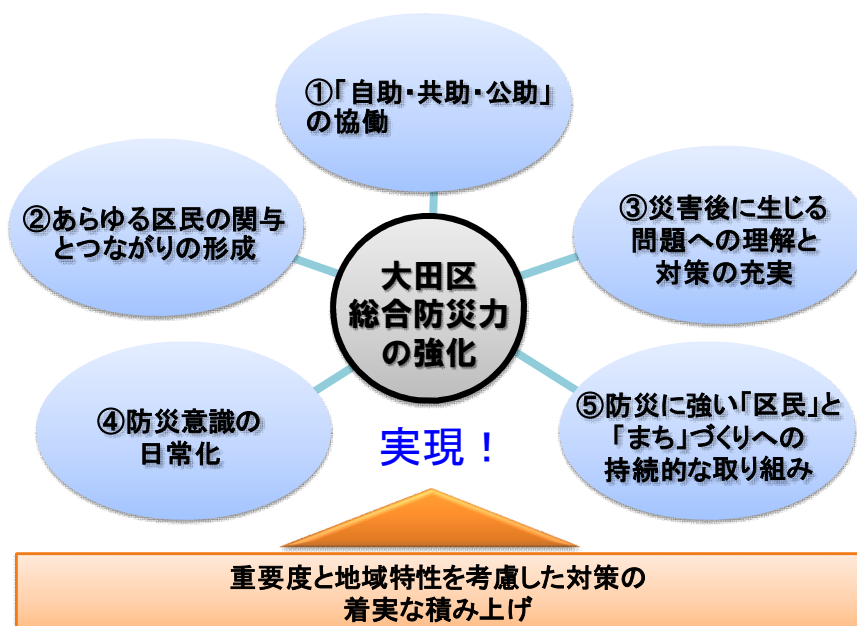 ①「自助・共助・公助」
の協働
②あらゆる区民の関与
とつながりの形成
③災害後に生じる
問題への理解と
対策の充実
大田区
総合防災力
の強化
④防災意識の
日常化
⑤防災に強い「区民」と
「まち」づくりへの
持続的な取り組み
実現！
重要度と地域特性を考慮した対策の
着実な積み上げ